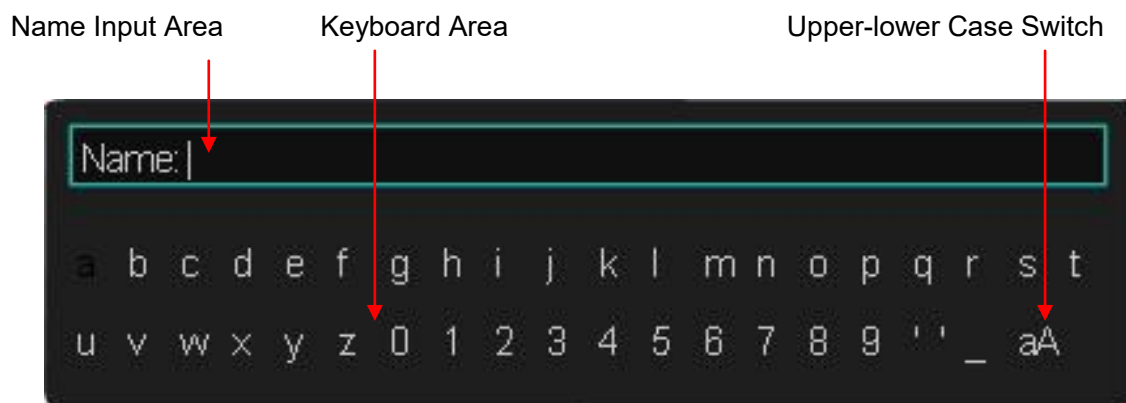 Name Input Area Keyboard Area Upper-lower Case Switch
Name:
a b c d e f g h i j k l m n o p q r s t
u v w x y z 0 1 2 3 4 5 6 7 8 9 ' ' _ aA